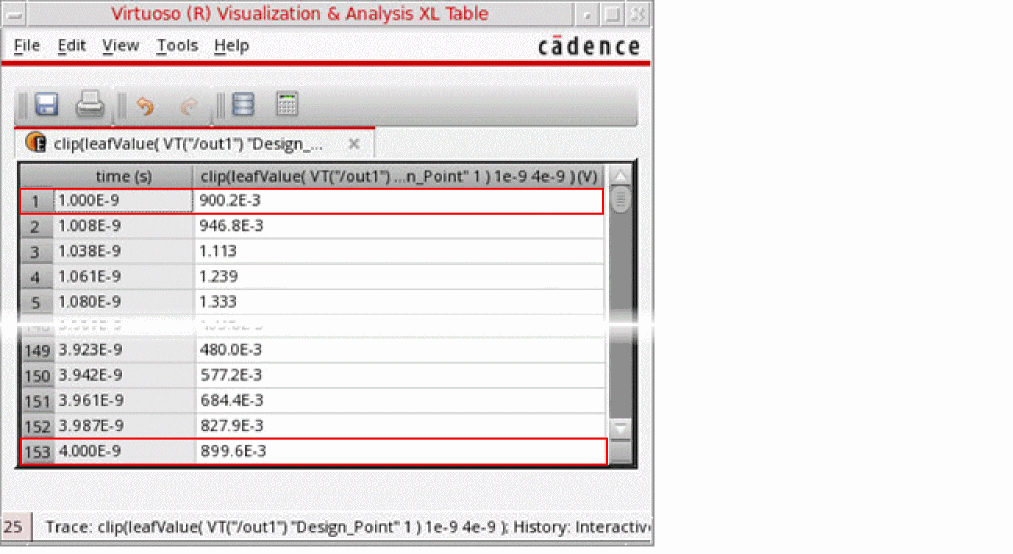 Virtuoso (R) Visualization & Analysis XL Table
File Edit View Tools Help
cādence
clip(leafValue( VT("/out1") "Design_...
time (s) clip(leafValue( VT("/out1") ...n_Point" 1 ) 1e-9 4e-9 )(V)
1 1.000E-9 900.2E-3
2 1.008E-9 946.8E-3
3 1.038E-9 1.113
4 1.061E-9 1.239
5 1.080E-9 1.333
149 3.923E-9 480.0E-3
150 3.942E-9 577.2E-3
151 3.961E-9 684.4E-3
152 3.987E-9 827.9E-3
153 4.000E-9 899.6E-3
25 Trace: clip(leafValue( VT("/out1") "Design_Point" 1 ) 1e-9 4e-9 ); History: Interactiv